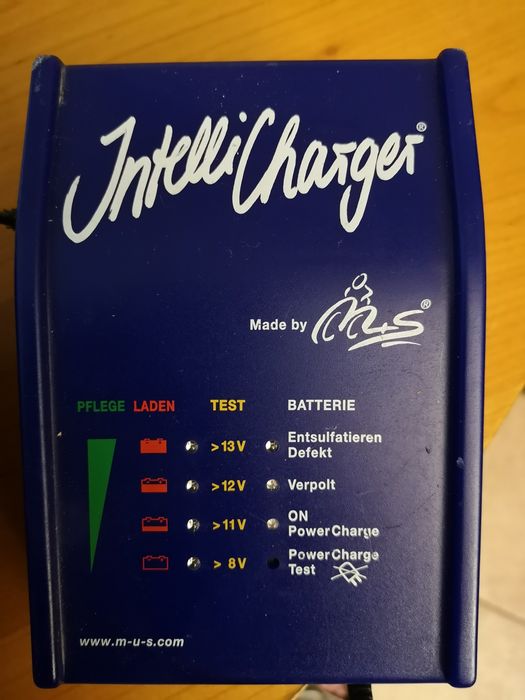 IntelliCharger®
Made by M+S®
PFLEGE LADEN TEST BATTERIE
>13V Entsulfatieren
Defekt
>12V Verpolt
>11V ON
PowerCharge
> 8V PowerCharge
Test
www.m-u-s.com